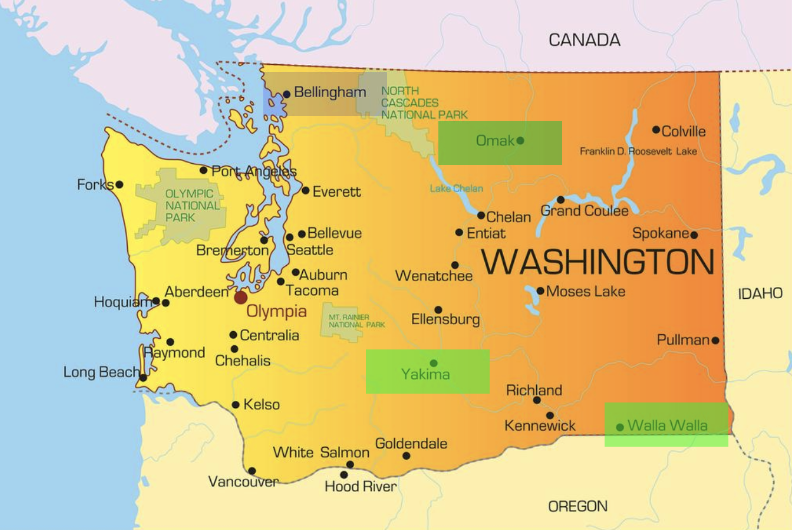 CANADA
Bellingham
NORTH
CASCADES
NATIONAL PARK
Omak
Colville
Franklin D. Roosevelt Lake
Port Angeles
Forks
OLYMPIC
NATIONAL
PARK
Everett
Lake Chelan
Chelan
Grand Coulee
Bellevue
Entiat
Spokane
Bremerton
Seattle
WASHINGTON
Auburn
Wenatchee
Tacoma
Aberdeen
Hoquiam
Moses Lake
IDAHO
Olympia
MT. RAINIER
NATIONAL PARK
Ellensburg
Centralia
Pullman
Raymond
Chehalis
Long Beach
Yakima
Richland
Kelso
Kennewick
Walla Walla
Goldendale
White Salmon
Vancouver
Hood River
OREGON